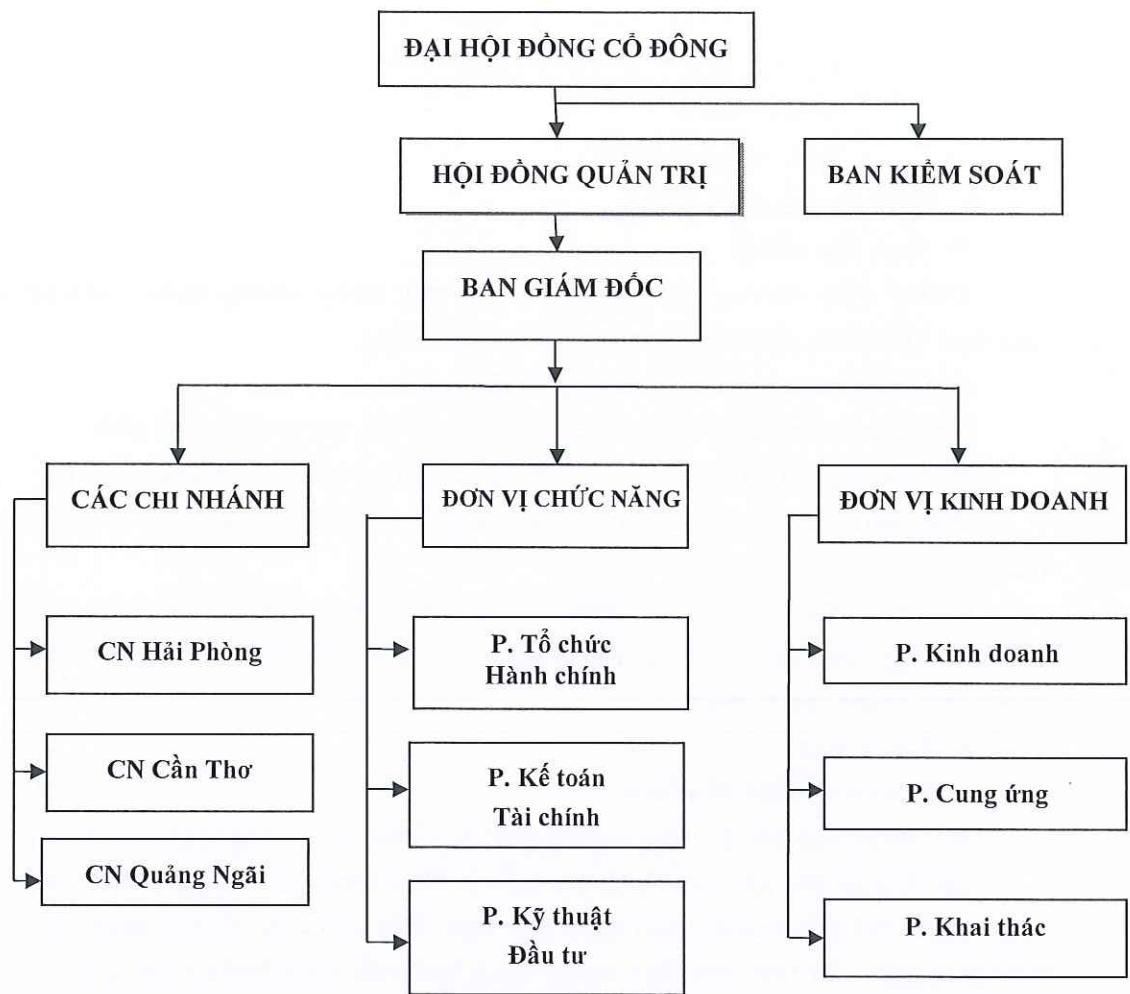 ĐẠI HỘI ĐỒNG CỔ ĐÔNG
HỘI ĐỒNG QUẢN TRỊ
BAN KIỂM SOÁT
BAN GIÁM ĐỐC
CÁC CHI NHÁNH
ĐƠN VỊ CHỨC NĂNG
ĐƠN VỊ KINH DOANH
CN Hải Phòng
CN Cần Thơ
CN Quảng Ngãi
P. Tổ chức
Hành chính
P. Kế toán
Tài chính
P. Kỹ thuật
Đầu tư
P. Kinh doanh
P. Cung ứng
P. Khai thác